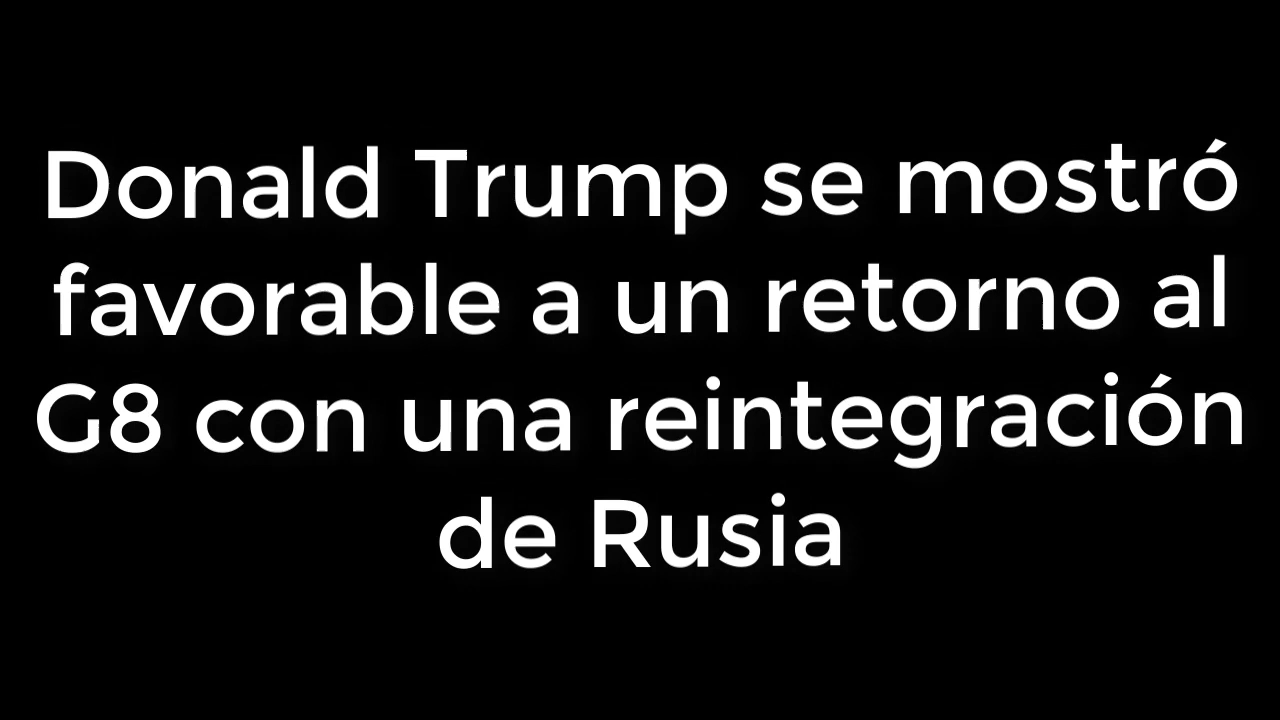 Donald Trump se mostró
favorable a un retorno al
G8 con una reintegración
de Rusia